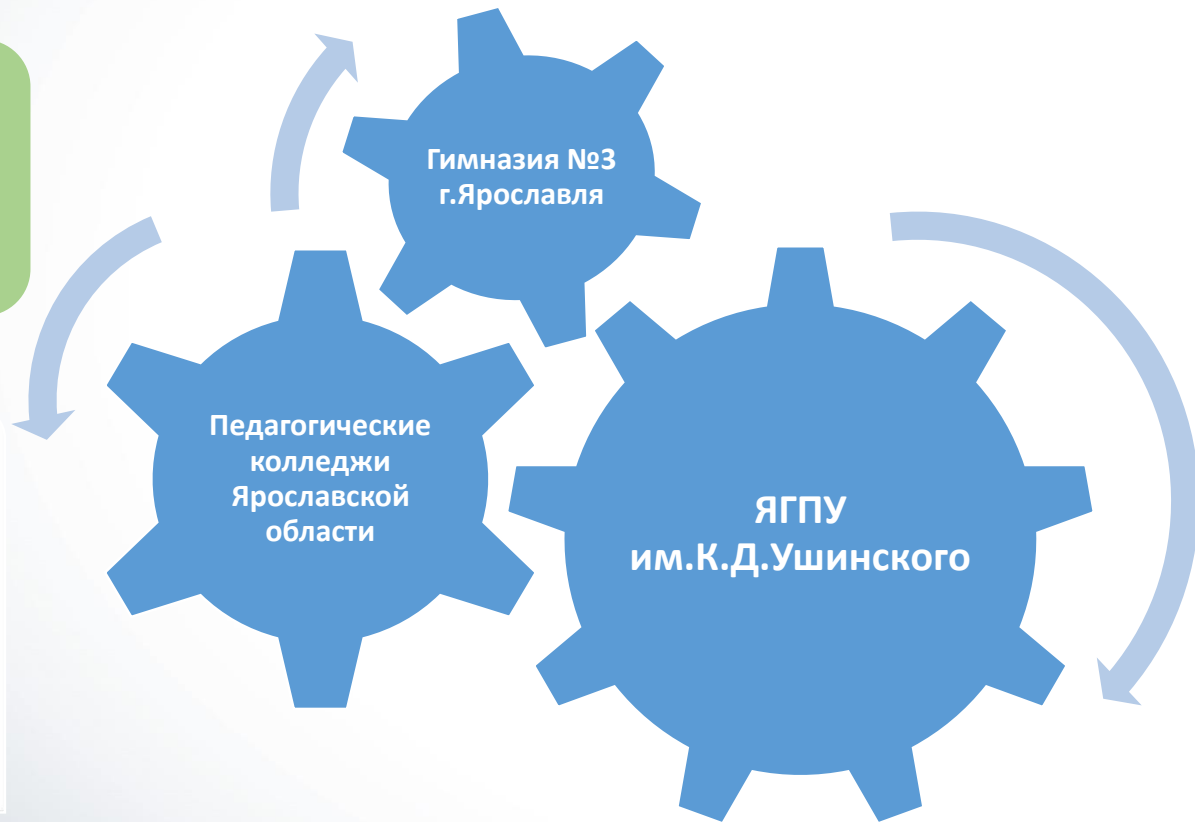 Гимназия №3
г.Ярославля
Педагогические
колледжи
Ярославской
области
ЯГПУ
им.К.Д.Ушинского